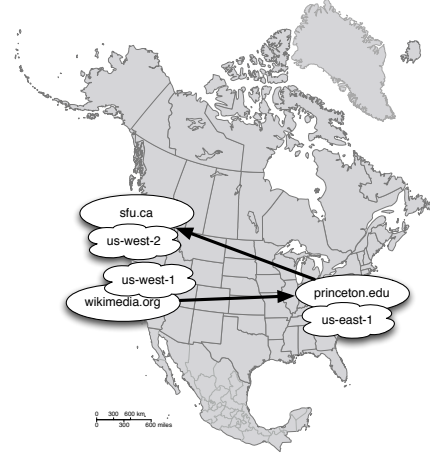 sfu.ca
us-west-2
us-west-1
wikimedia.org
princeton.edu
us-east-1
0 300 600 km
0 300 600 miles